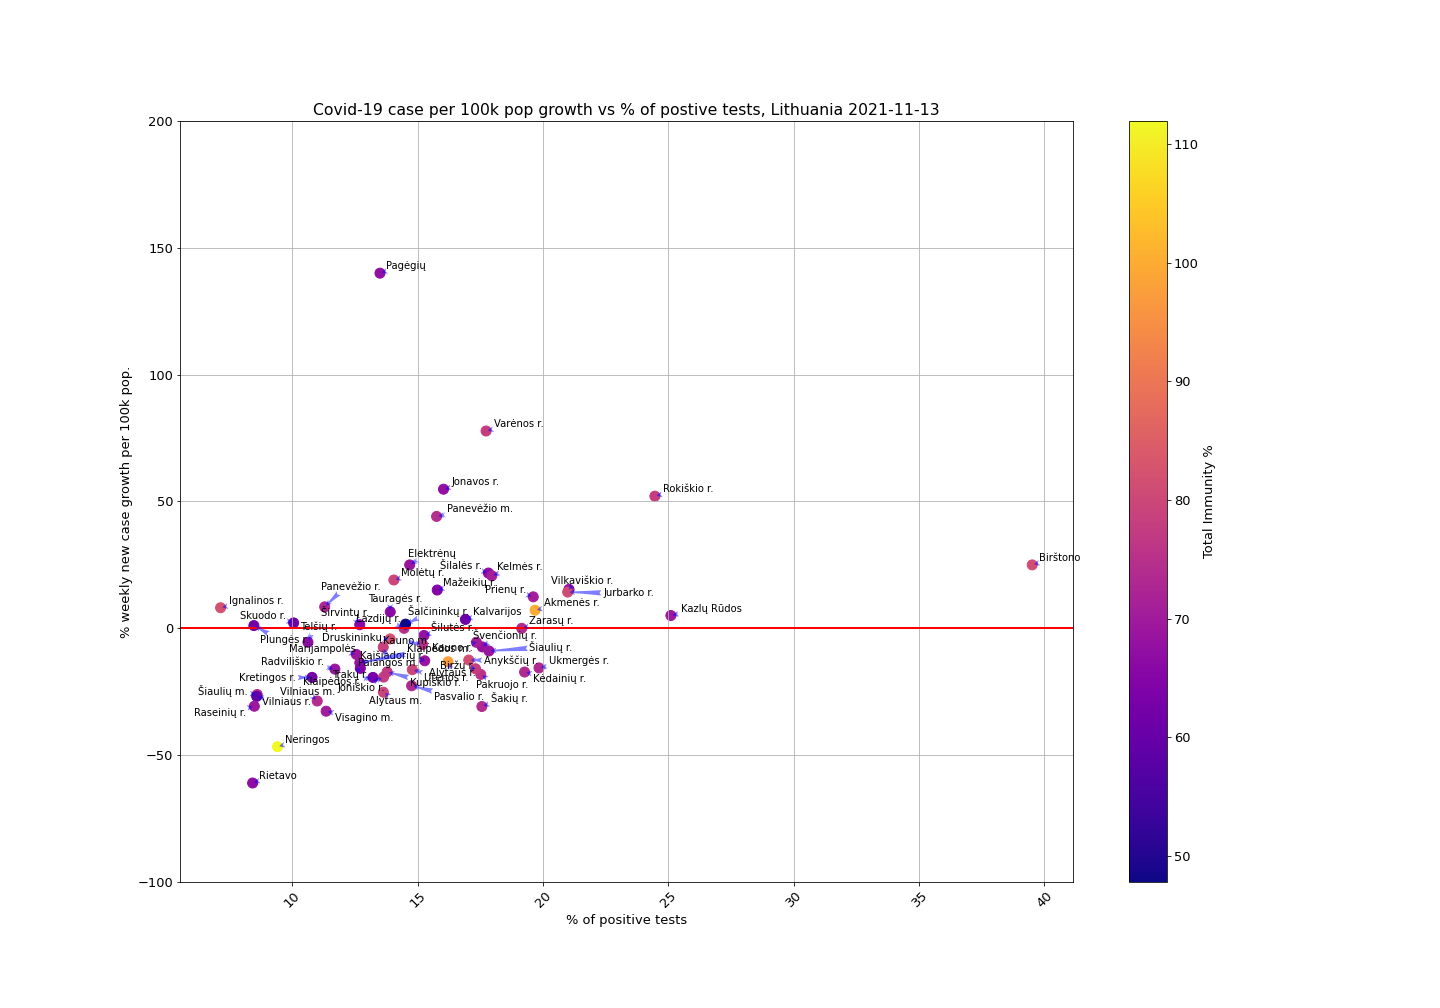 Covid-19 case per 100k pop growth vs % of postive tests, Lithuania 2021-11-13
200
150
100
50
0
−50
−100
% weekly new case growth per 100k pop.
Pagėgių
Varėnos r.
Jonavos r.
Rokiškio r.
Panevėžio m.
Elektrėnų
Birštono
Šilalės r.
Kelmės r.
Molėtų r.
Mažeikių r.
Vilkaviškio r.
Jurbarko r.
Panevėžio r.
Prienų r.
Ignalinos r.
Tauragės r.
Akmenės r.
Kazlų Rūdos
Skuodo r.
Širvintų r.
Lazdijų r.
Šalčininkų r.
Kalvarijos
Zarasų r.
Telšių r.
Šilutės r.
Plungės r.
Druskininkų
Kauno m.
Švenčionių r.
Marijampolės
Klaipėdos m.
Kauno r.
Šiaulių r.
Radviliškio r.
Kaišiadorių r.
Palangos m.
Biržų r.
Anykščių r.
Ukmergės r.
Kretingos r.
Trakų r.
Alytaus r.
Utenos r.
Kėdainių r.
Klaipėdos r.
Joniškio r.
Kupiškio r.
Pakruojo r.
Šiaulių m.
Vilniaus m.
Vilniaus r.
Alytaus m.
Pasvalio r.
Šakių r.
Raseinių r.
Visagino m.
Neringos
Rietavo
10
15
20
25
30
35
40
% of positive tests
110
100
90
80
70
60
50
Total Immunity %